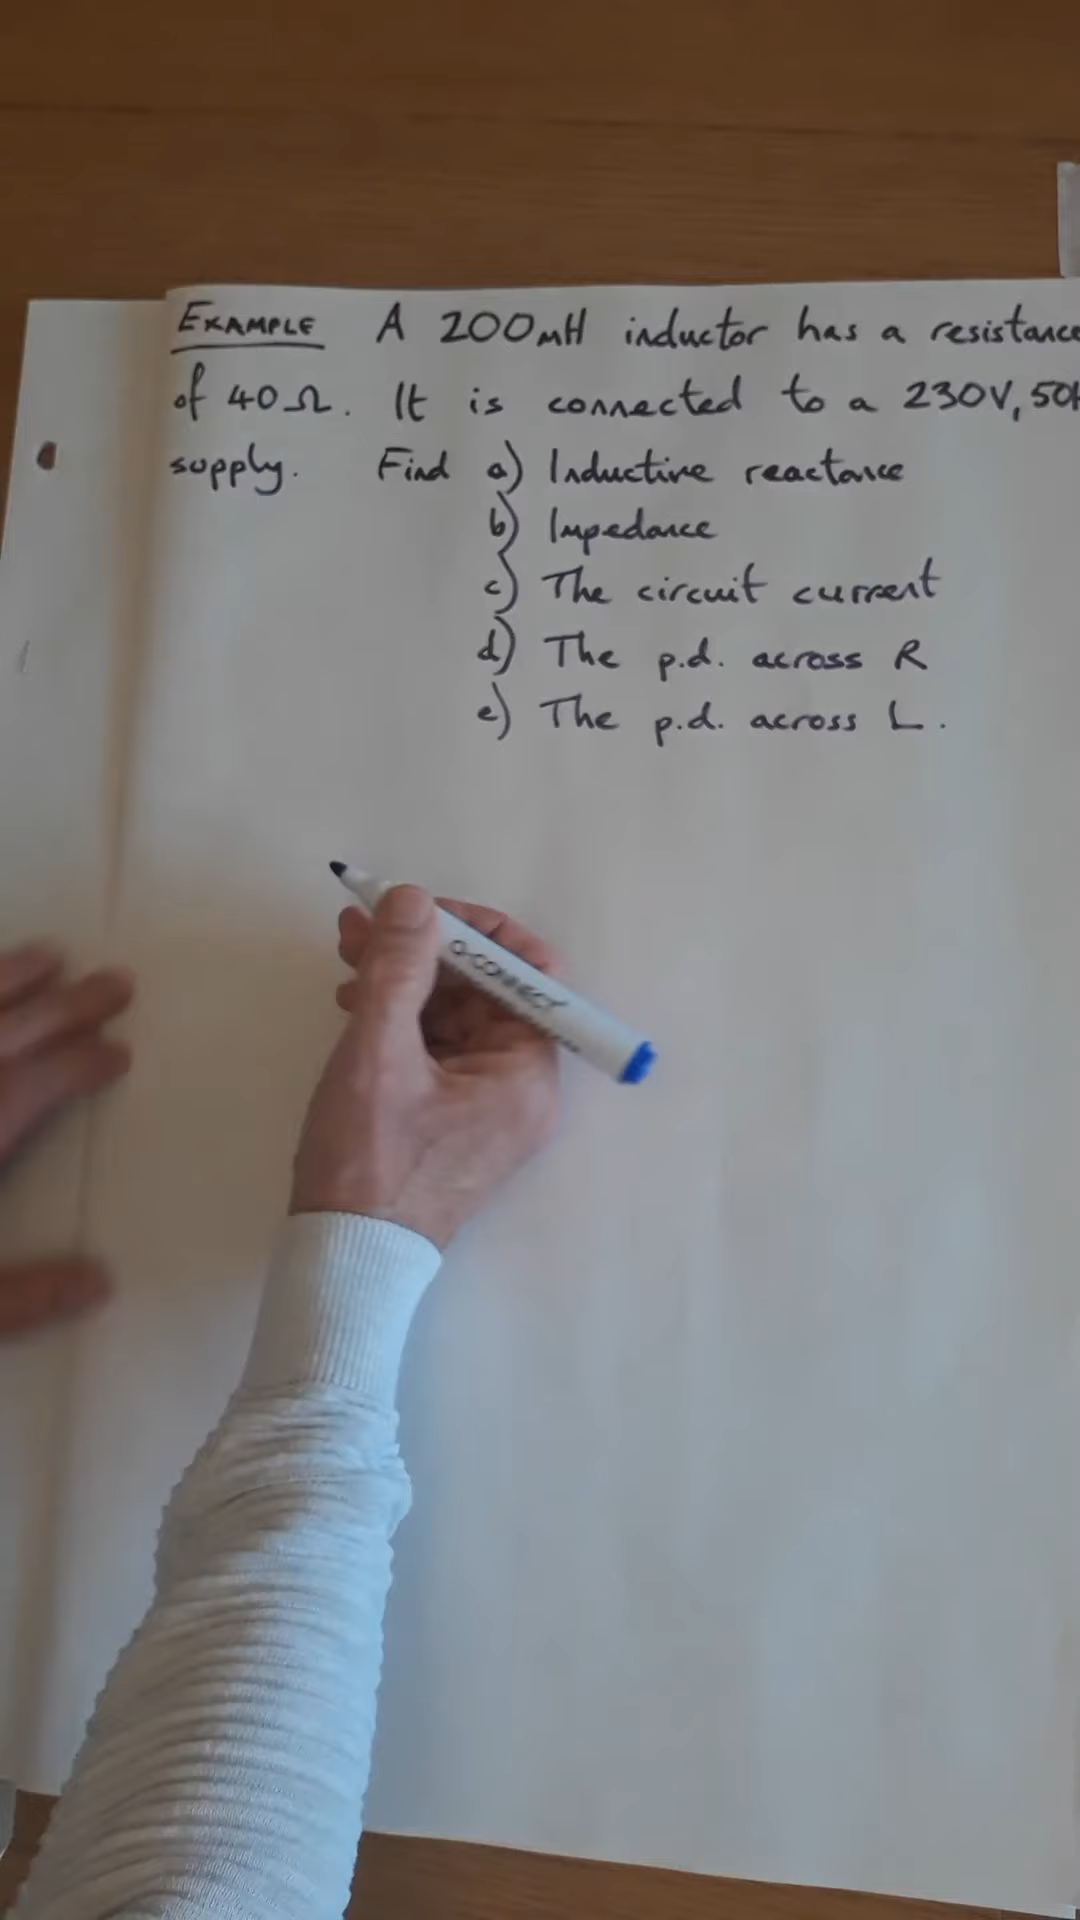 EXAMPLE A 200mH inductor has a resistance
of 40Ω. It is connected to a 230V, 50H
supply. Find a) Inductive reactance
b) Impedance
c) The circuit current
d) The p.d. across R
e) The p.d. across L.
Q-CONNECT